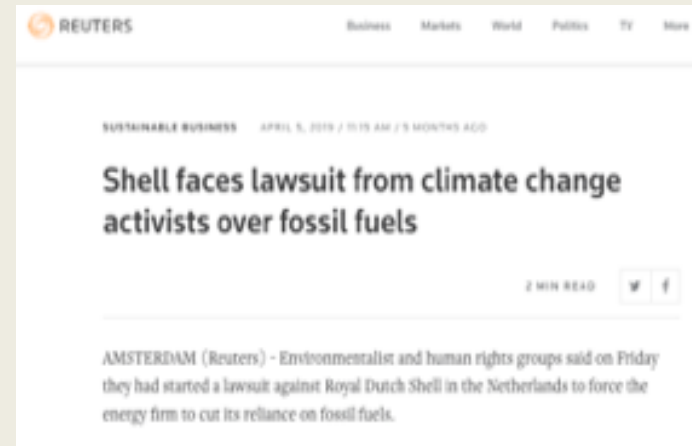 REUTERS
Business Markets World Politics TV More
SUSTAINABLE BUSINESS APRIL 5, 2019 / 11:15 AM / 5 MONTHS AGO
Shell faces lawsuit from climate change
activists over fossil fuels
2 MIN READ
AMSTERDAM (Reuters) - Environmentalist and human rights groups said on Friday
they had started a lawsuit against Royal Dutch Shell in the Netherlands to force the
energy firm to cut its reliance on fossil fuels.